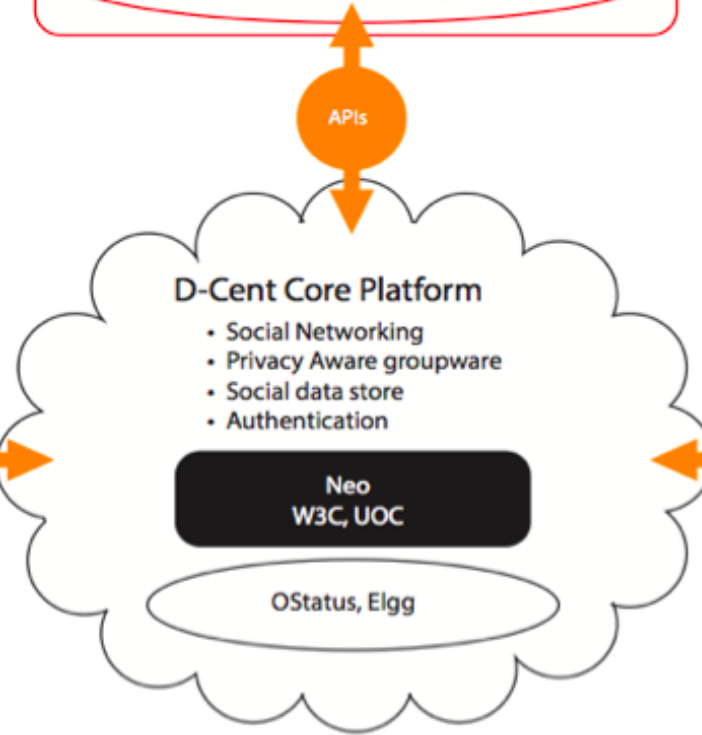 APIs
D-Cent Core Platform
• Social Networking
• Privacy Aware groupware
• Social data store
• Authentication
Neo
W3C, UOC
OStatus, Elgg